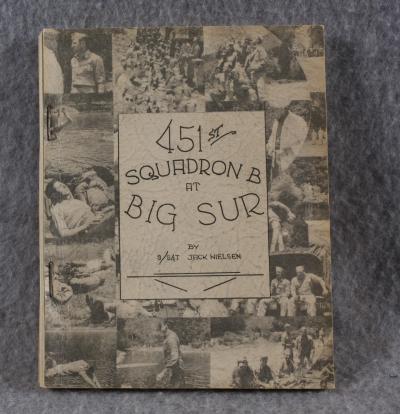 451ST
SQUADRON B
AT
BIG SUR
BY
S/SGT JACK NIELSEN